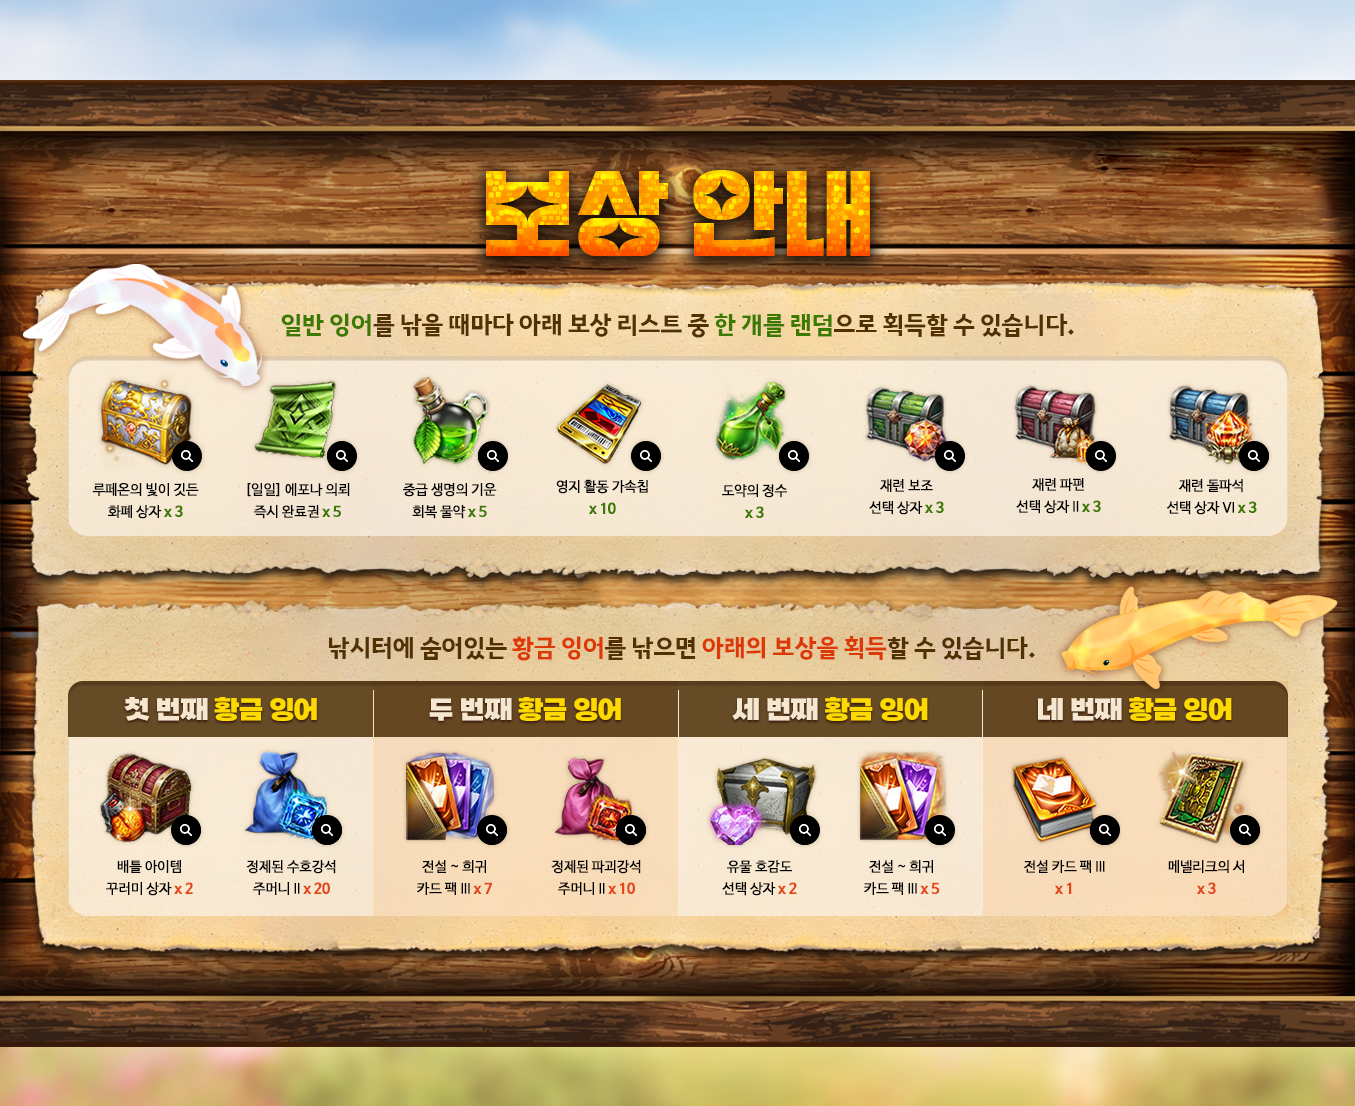 보상 안내
일반 잉어를 낚을 때마다 아래 보상 리스트 중 한 개를 랜덤으로 획득할 수 있습니다.
루페온의 빛이 깃든
화폐 상자 x 3
[일일] 에포나 의뢰
즉시 완료권 x 5
중급 생명의 기운
회복 물약 x 5
영지 활동 가속칩
x 10
도약의 정수
x 3
재련 보조
선택 상자 x 3
재련 파편
선택 상자 II x 3
재련 돌파석
선택 상자 VI x 3
낚시터에 숨어있는 황금 잉어를 낚으면 아래의 보상을 획득할 수 있습니다.
첫 번째 황금 잉어
배틀 아이템
꾸러미 상자 x 2
정제된 수호강석
주머니 II x 20
두 번째 황금 잉어
전설 ~ 희귀
카드 팩 III x 7
정제된 파괴강석
주머니 II x 10
세 번째 황금 잉어
유물 호감도
선택 상자 x 2
전설 ~ 희귀
카드 팩 III x 5
네 번째 황금 잉어
전설 카드 팩 III
x 1
메넬리크의 서
x 3